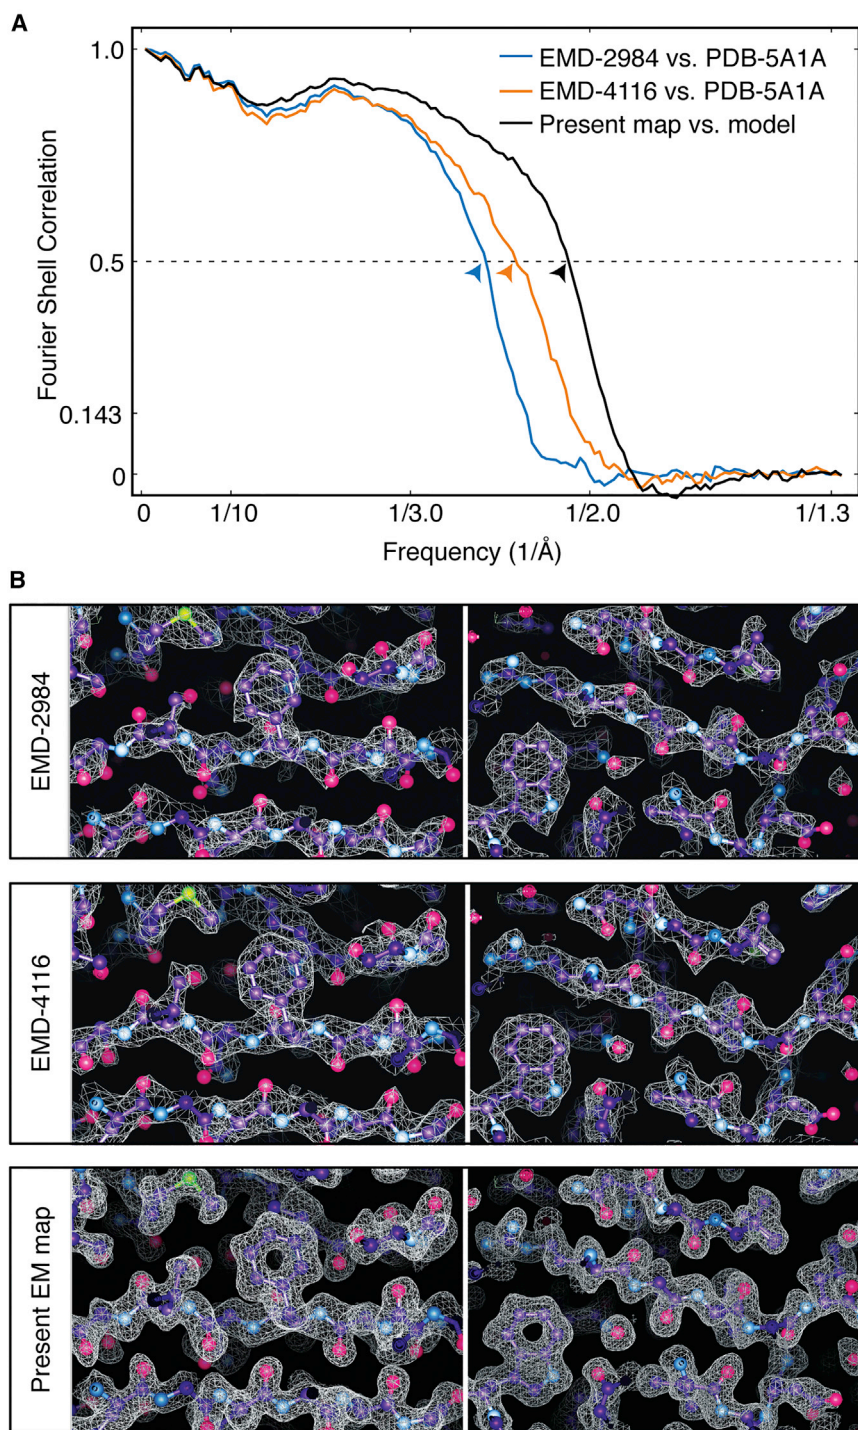 A
1.0
EMD-2984 vs. PDB-5A1A
EMD-4116 vs. PDB-5A1A
Present map vs. model
Fourier Shell Correlation
0.5
0.143
0
0 1/10 1/3.0 1/2.0 1/1.3
Frequency (1/Å)
B
EMD-2984
EMD-4116
Present EM map